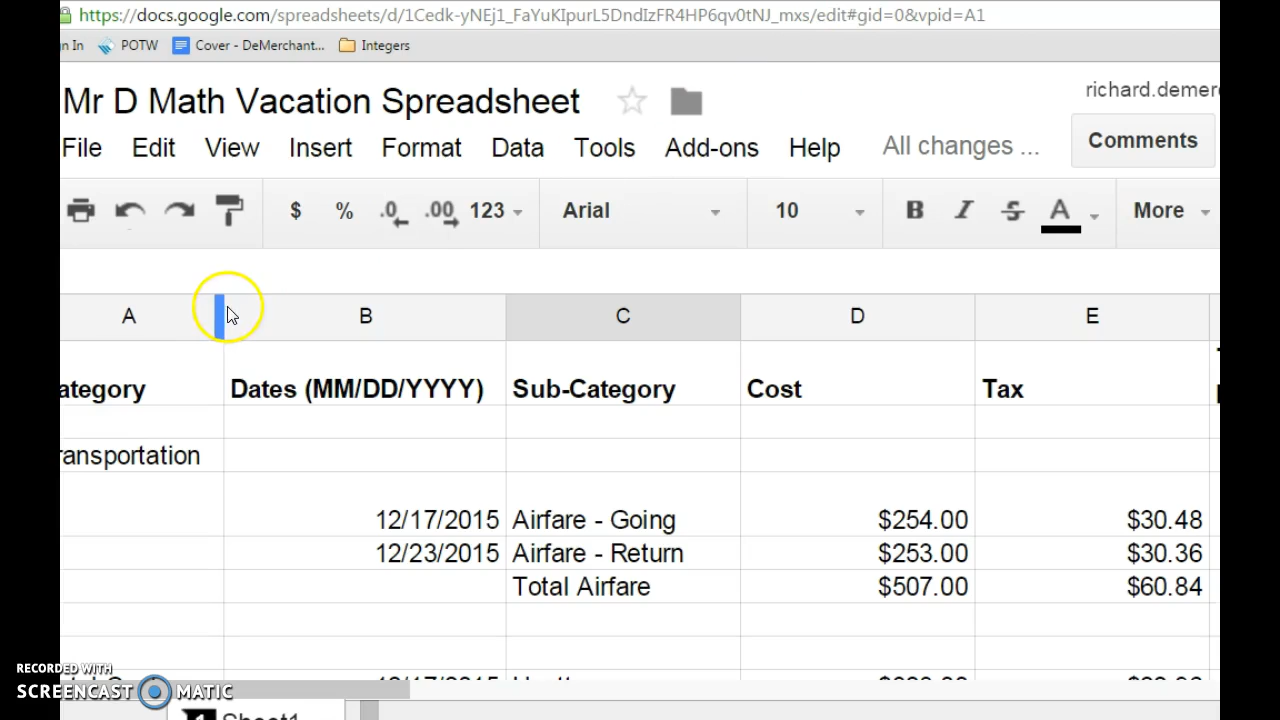 https://docs.google.com/spreadsheets/d/1Cedk-yNEj1_FaYuKIpurL5DndIzFR4HP6qv0tNI_mxs/edit#gid=0&vpid=A1
n In POTW Cover - DeMerchant... Integers
Mr D Math Vacation Spreadsheet
richard.demer
File Edit View Insert Format Data Tools Add-ons Help All changes ... Comments
$ % .0 .00 123 Arial 10 B I S A More
A B C D E
ategory Dates (MM/DD/YYYY) Sub-Category Cost Tax
ransportation
12/17/2015 Airfare - Going $254.00 $30.48
12/23/2015 Airfare - Return $253.00 $30.36
Total Airfare $507.00 $60.84
RECORDED WITH
SCREENCAST MATIC
Sheet1